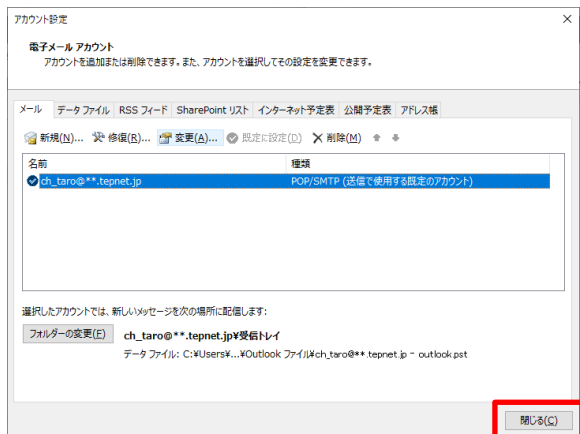 アカウント設定
電子メール アカウント
アカウントを追加または削除できます。また、アカウントを選択してその設定を変更できます。
メール データ ファイル RSS フィード SharePoint リスト インターネット予定表 公開予定表 アドレス帳
新規(N)... 修復(R)... 変更(A)... 既定に設定(D) 削除(M)
名前 種類
ch_taro@**.tepnet.jp POP/SMTP (送信で使用する既定のアカウント)
選択したアカウントでは、新しいメッセージを次の場所に配信します:
フォルダーの変更(F) ch_taro@**.tepnet.jp¥受信トレイ
データ ファイル: C:¥Users¥...¥Outlook ファイル¥ch_taro@**.tepnet.jp - outlook.pst
閉じる(C)